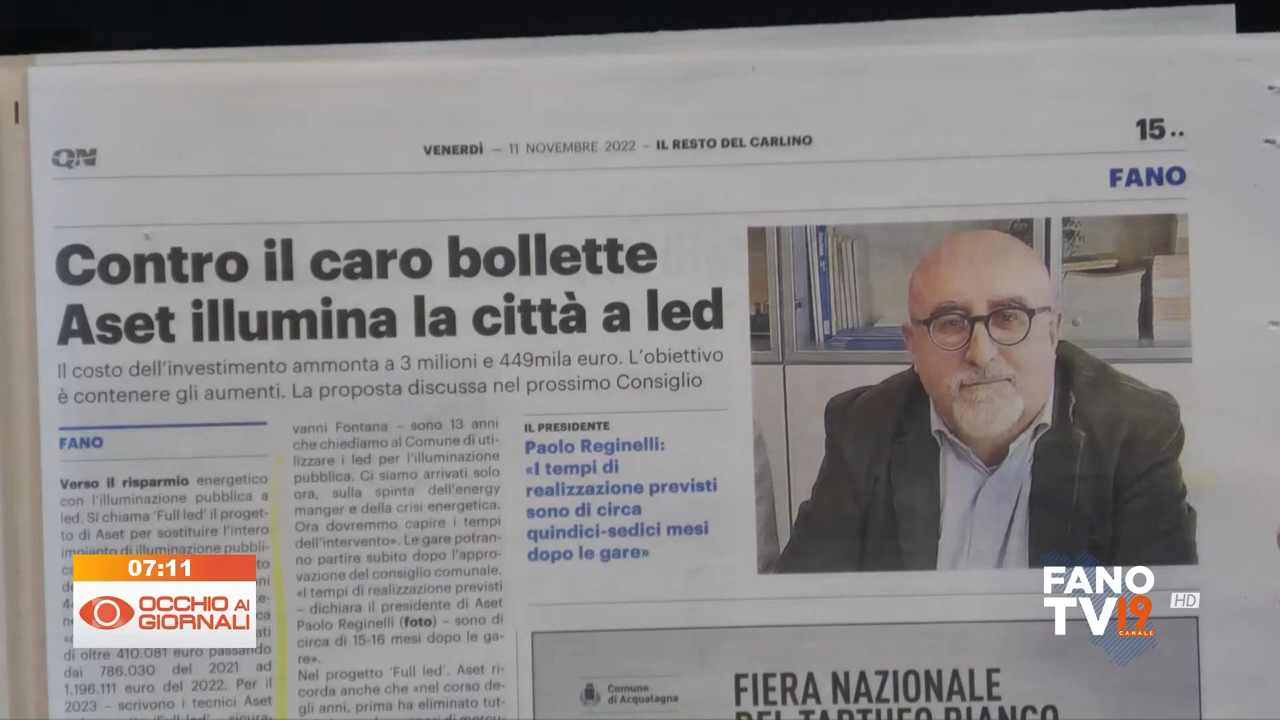 QN
VENERDÌ — 11 NOVEMBRE 2022 – IL RESTO DEL CARLINO
15..
FANO
Contro il caro bollette
Aset illumina la città a led
Il costo dell'investimento ammonta a 3 milioni e 449mila euro. L'obiettivo
è contenere gli aumenti. La proposta discussa nel prossimo Consiglio
FANO
Verso il risparmio energetico
con l'illuminazione pubblica a
led. Si chiama 'Full led' il proget-
to di Aset per sostituire l'intero
impianto di illuminazione pubbli-
di oltre 410.081 euro passando
dai 786.030 del 2021 ad
1.196.111 euro del 2022. Per il
2023 – scrivono i tecnici Aset
vanni Fontana – sono 13 anni
che chiediamo al Comune di uti-
lizzare i led per l'illuminazione
pubblica. Ci siamo arrivati solo
ora, sulla spinta dell'energy
manger e della crisi energetica.
Ora dovremmo capire i tempi
dell'intervento». Le gare potran-
no partire subito dopo l'appro-
vazione del consiglio comunale.
«I tempi di realizzazione previsti
– dichiara il presidente di Aset
Paolo Reginelli (foto) – sono di
circa di 15-16 mesi dopo le ga-
re».
Nel progetto 'Full led'. Aset ri-
corda anche che «nel corso de-
gli anni, prima ha eliminato tut-
IL PRESIDENTE
Paolo Reginelli:
«I tempi di
realizzazione previsti
sono di circa
quindici-sedici mesi
dopo le gare»
Comune
di Acqualagna
FIERA NAZIONALE
DEL TARTUFO BIANCO
07:11
OCCHIO AI
GIORNALI
FANO
TV19
CANALE
HD